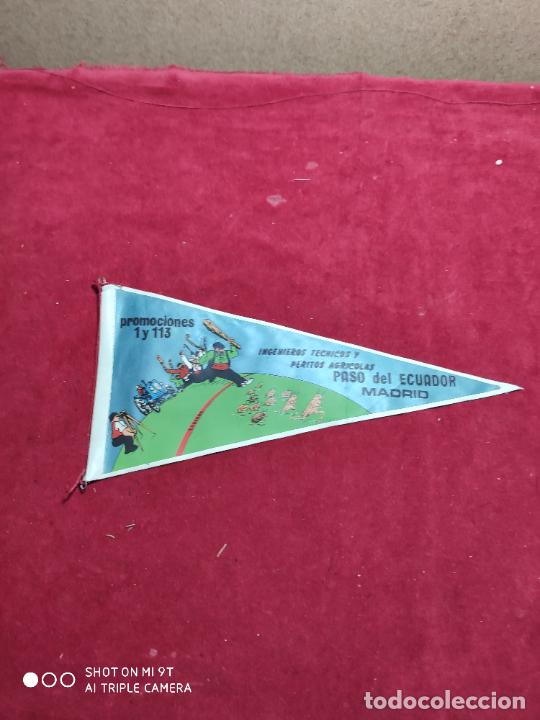 promociones
1 y 113
INGENIEROS TECNICOS Y
PERITOS AGRICOLAS
PASO del ECUADOR
MADRID
SHOT ON MI 9T
AI TRIPLE CAMERA
todocoleccion